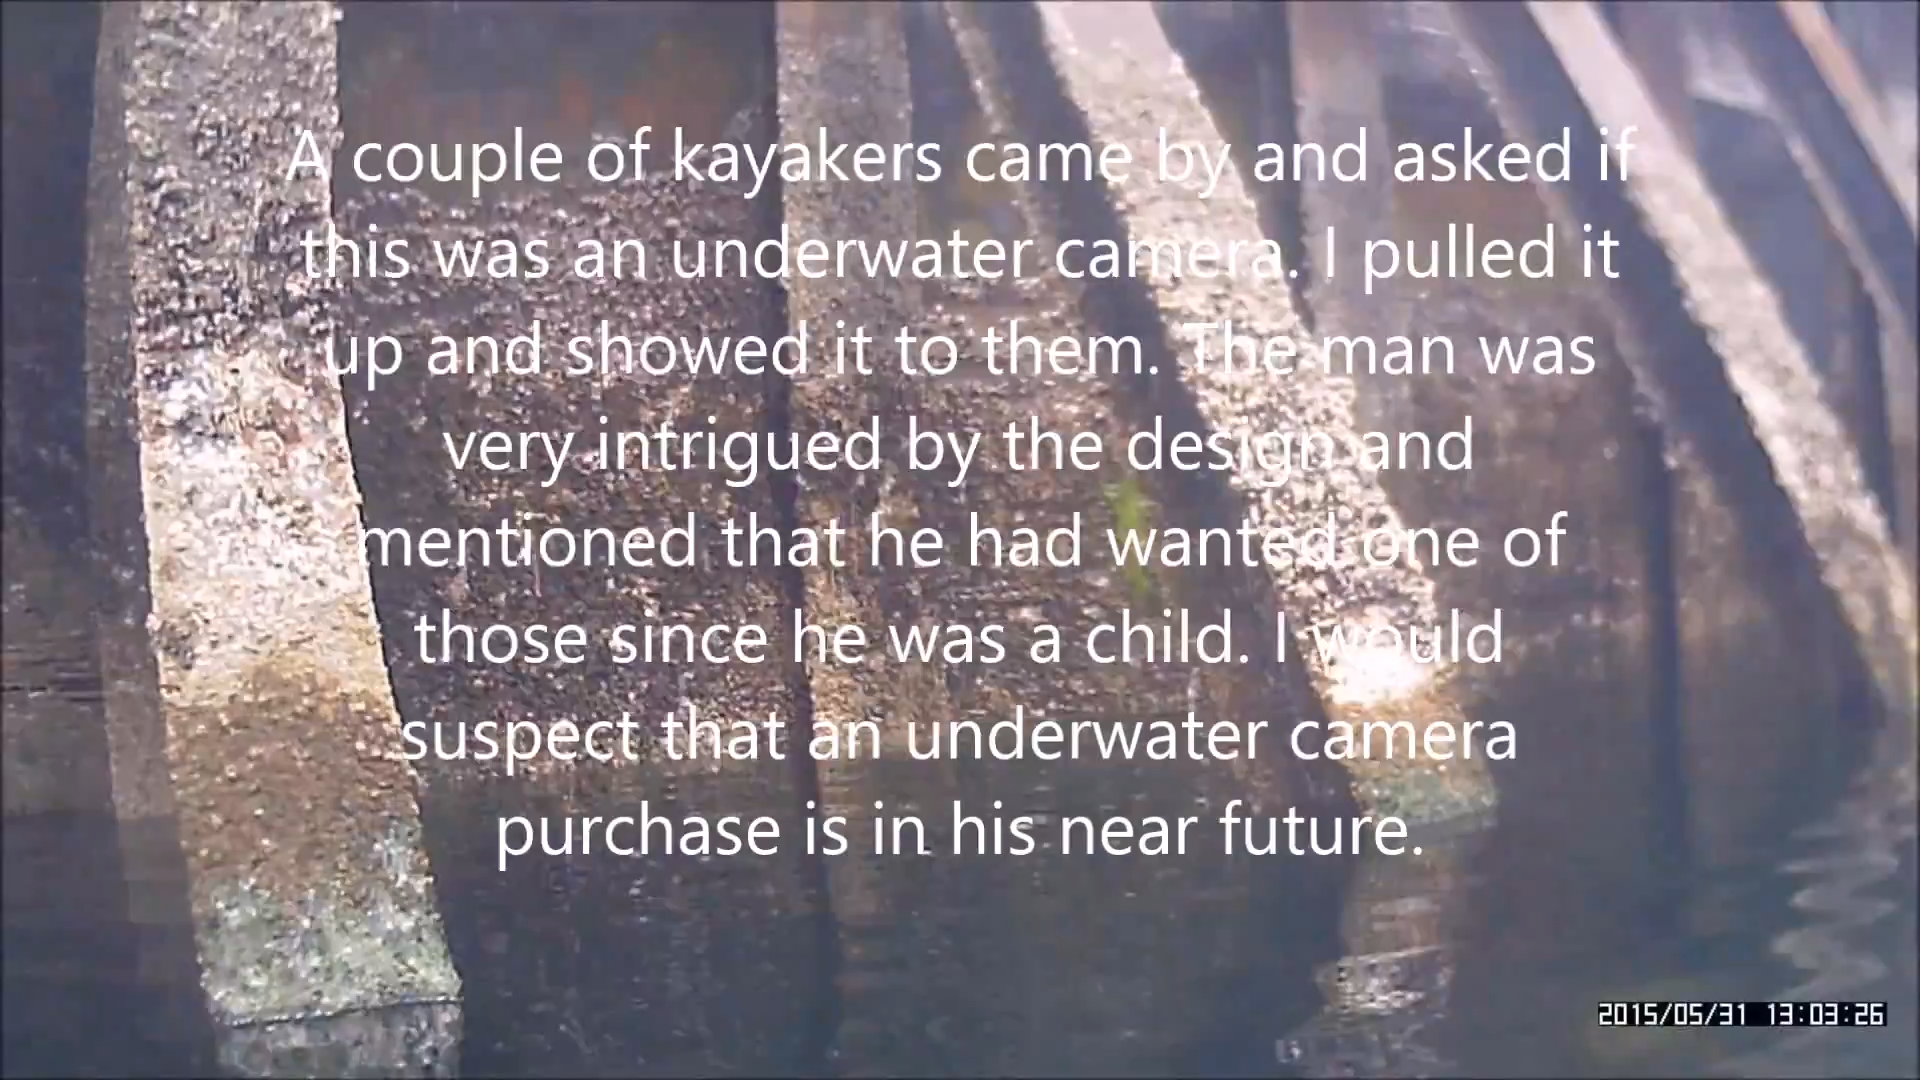 A couple of kayakers came by and asked if
this was an underwater camera. I pulled it
up and showed it to them. The man was
very intrigued by the design and
mentioned that he had wanted one of
those since he was a child. I would
suspect that an underwater camera
purchase is in his near future.
2015/05/31 13:03:26